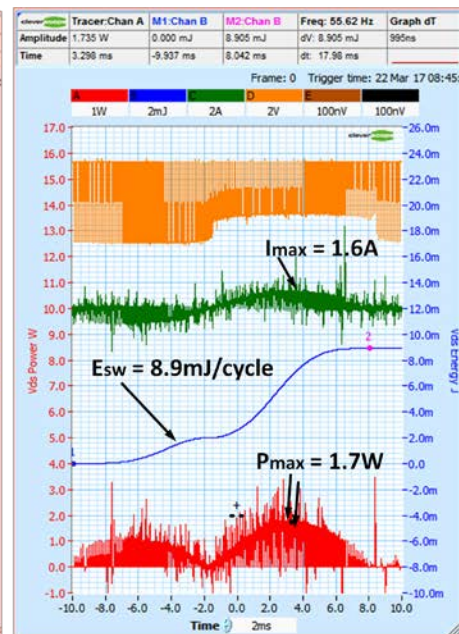 cleverscope Tracer:Chan A M1:Chan B M2:Chan B Freq: 55.62 Hz Graph dT
Amplitude 1.735 W 0.000 mJ 8.905 mJ dV: 8.905 mJ 995ns
Time 3.298 ms -9.937 ms 8.042 ms dt: 17.98 ms
Frame: 0 Trigger time: 22 Mar 17 08:45:
A B C D E
1W 2mJ 2A 2V 100nV 100nV
cleverscope
17.0 26.0m
16.0 24.0m
15.0 22.0m
14.0 20.0m
13.0 18.0m
12.0 16.0m
11.0 14.0m
10.0 12.0m
9.0 10.0m
8.0 8.0m
7.0 6.0m
6.0 4.0m
5.0 2.0m
4.0 0.0
3.0 -2.0m
2.0 -4.0m
1.0 -6.0m
0.0 -8.0m
-1.0 -10.0m
Vds Power W
Vds Energy J
Imax = 1.6A
Esw = 8.9mJ/cycle
Pmax = 1.7W
1
2
-10.0 -8.0 -6.0 -4.0 -2.0 0.0 2.0 4.0 6.0 8.0 10.0
Time 2ms